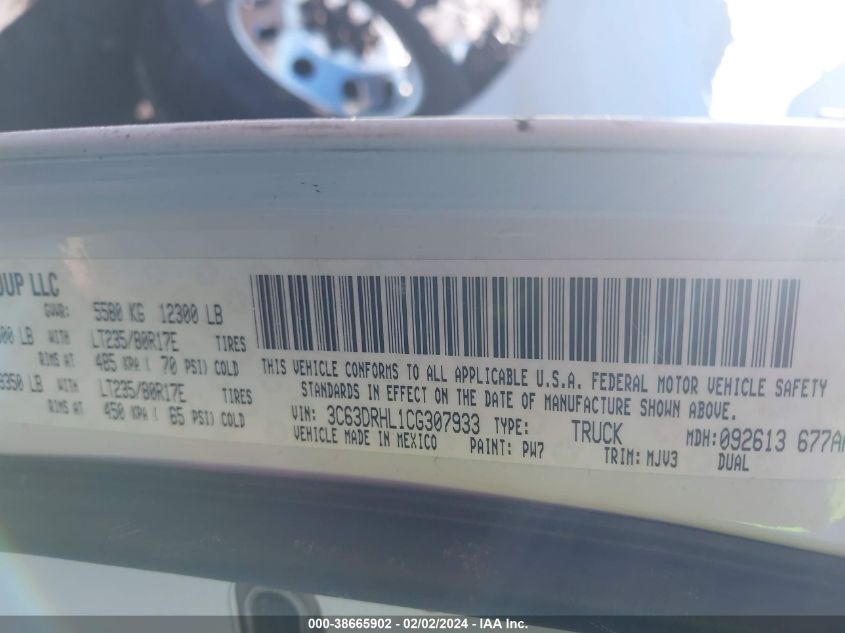 OUP LLC
GVWR: 5580 KG 12300 LB
00 LB WITH LT235/80R17E TIRES
RIMS AT 485 KPA ( 70 PSI) COLD
9350 LB WITH LT235/80R17E TIRES
RIMS AT 450 KPA ( 65 PSI) COLD
THIS VEHICLE CONFORMS TO ALL APPLICABLE U.S.A. FEDERAL MOTOR VEHICLE SAFETY
STANDARDS IN EFFECT ON THE DATE OF MANUFACTURE SHOWN ABOVE.
VIN: 3C63DRHL1CG307933 TYPE: TRUCK MDH:092613 677A
VEHICLE MADE IN MEXICO PAINT: PW7 TRIM: MJV3 DUAL
000-38665902 - 02/02/2024 - IAA Inc.